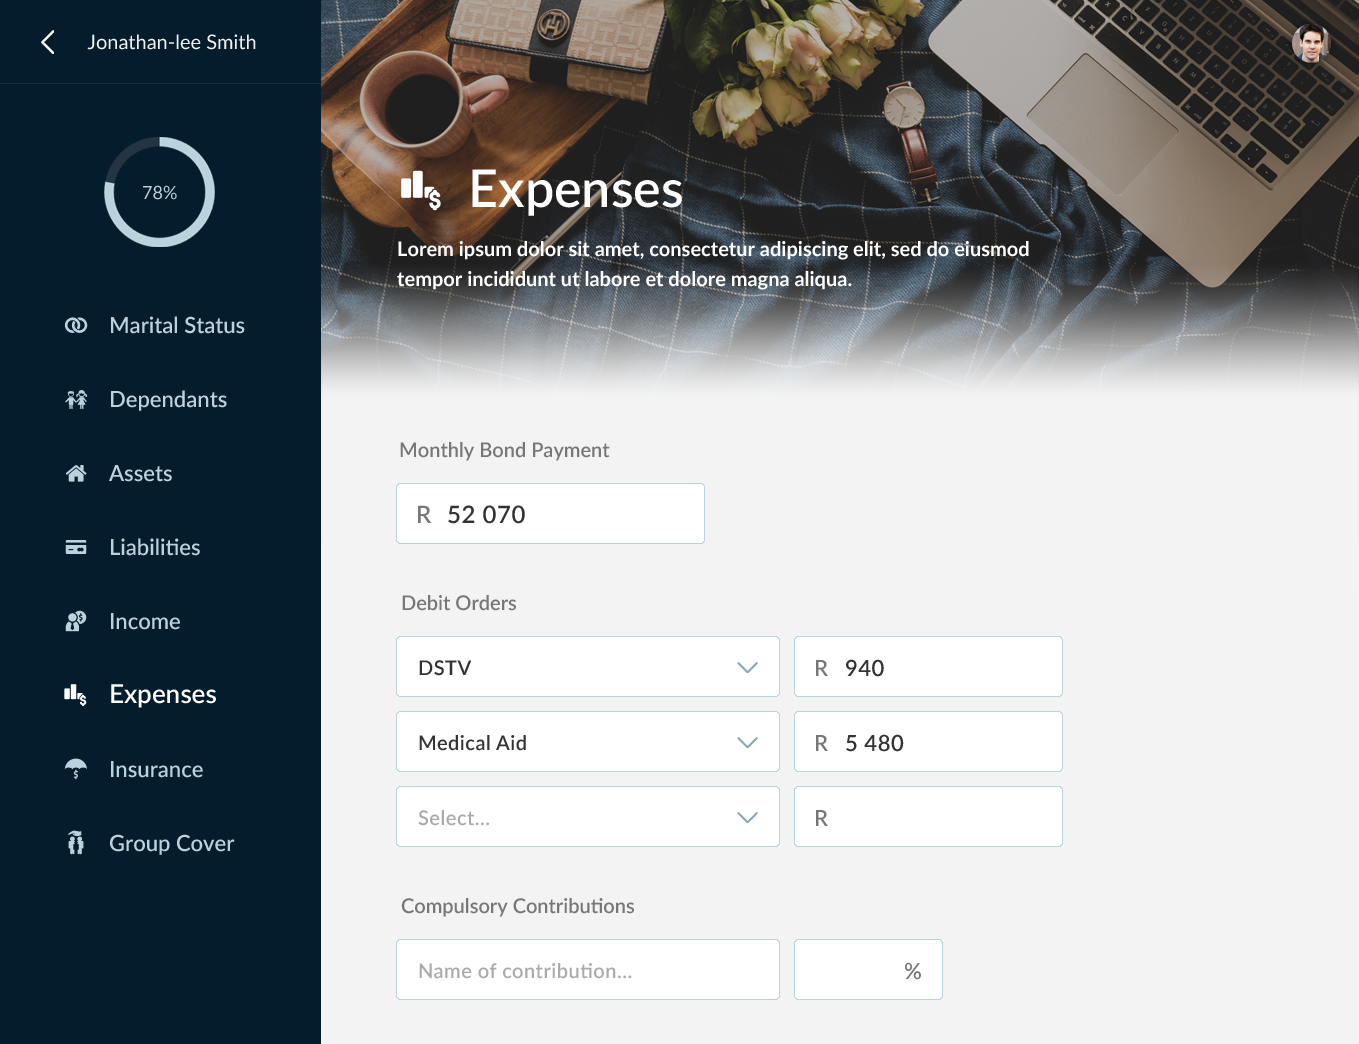 Jonathan-lee Smith
78%
Marital Status
Dependants
Assets
Liabilities
Income
Expenses
Insurance
Group Cover
Expenses
Lorem ipsum dolor sit amet, consectetur adipiscing elit, sed do eiusmod
tempor incididunt ut labore et dolore magna aliqua.
Monthly Bond Payment
R 52 070
Debit Orders
DSTV R 940
Medical Aid R 5 480
Select... R
Compulsory Contributions
Name of contribution... %